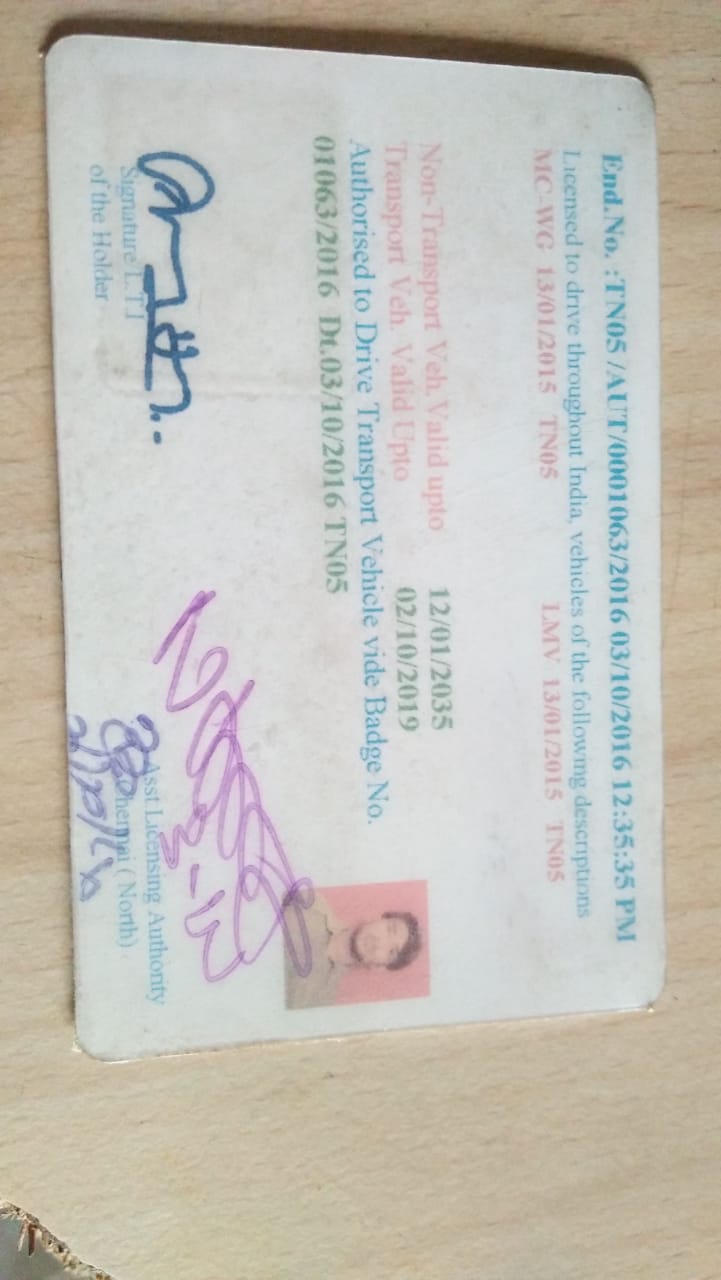 End.No. :TN05 /AUT/0001063/2016 03/10/2016 12:35:35 PM
Licensed to drive throughout India, vehicles of the following descriptions
MC-WG 13/01/2015 TN05 LMV 13/01/2015 TN05
Non-Transport Veh.Valid upto 12/01/2035
Transport Veh. Valid Upto 02/10/2019
Authorised to Drive Transport Vehicle vide Badge No.
01063/2016 Dt.03/10/2016 TN05
Signature/L.T.I
of the Holder
Asst.Licensing Authority
Chennai (North)